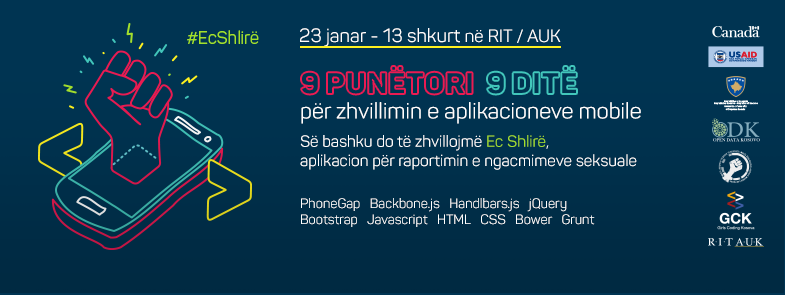 #EcShlirë
23 janar - 13 shkurt në RIT / AUK
9 PUNËTORI 9 DITË
për zhvillimin e aplikacioneve mobile
Së bashku do të zhvillojmë Ec Shlirë,
aplikacion për raportimin e ngacmimeve seksuale
PhoneGap Backbone.js Handlbars.js jQuery
Bootstrap Javascript HTML CSS Bower Grunt
Canada
USAID
ODK
OPEN DATA KOSOVO
GCK
Girls Coding Kosova
R·I·T A·U·K